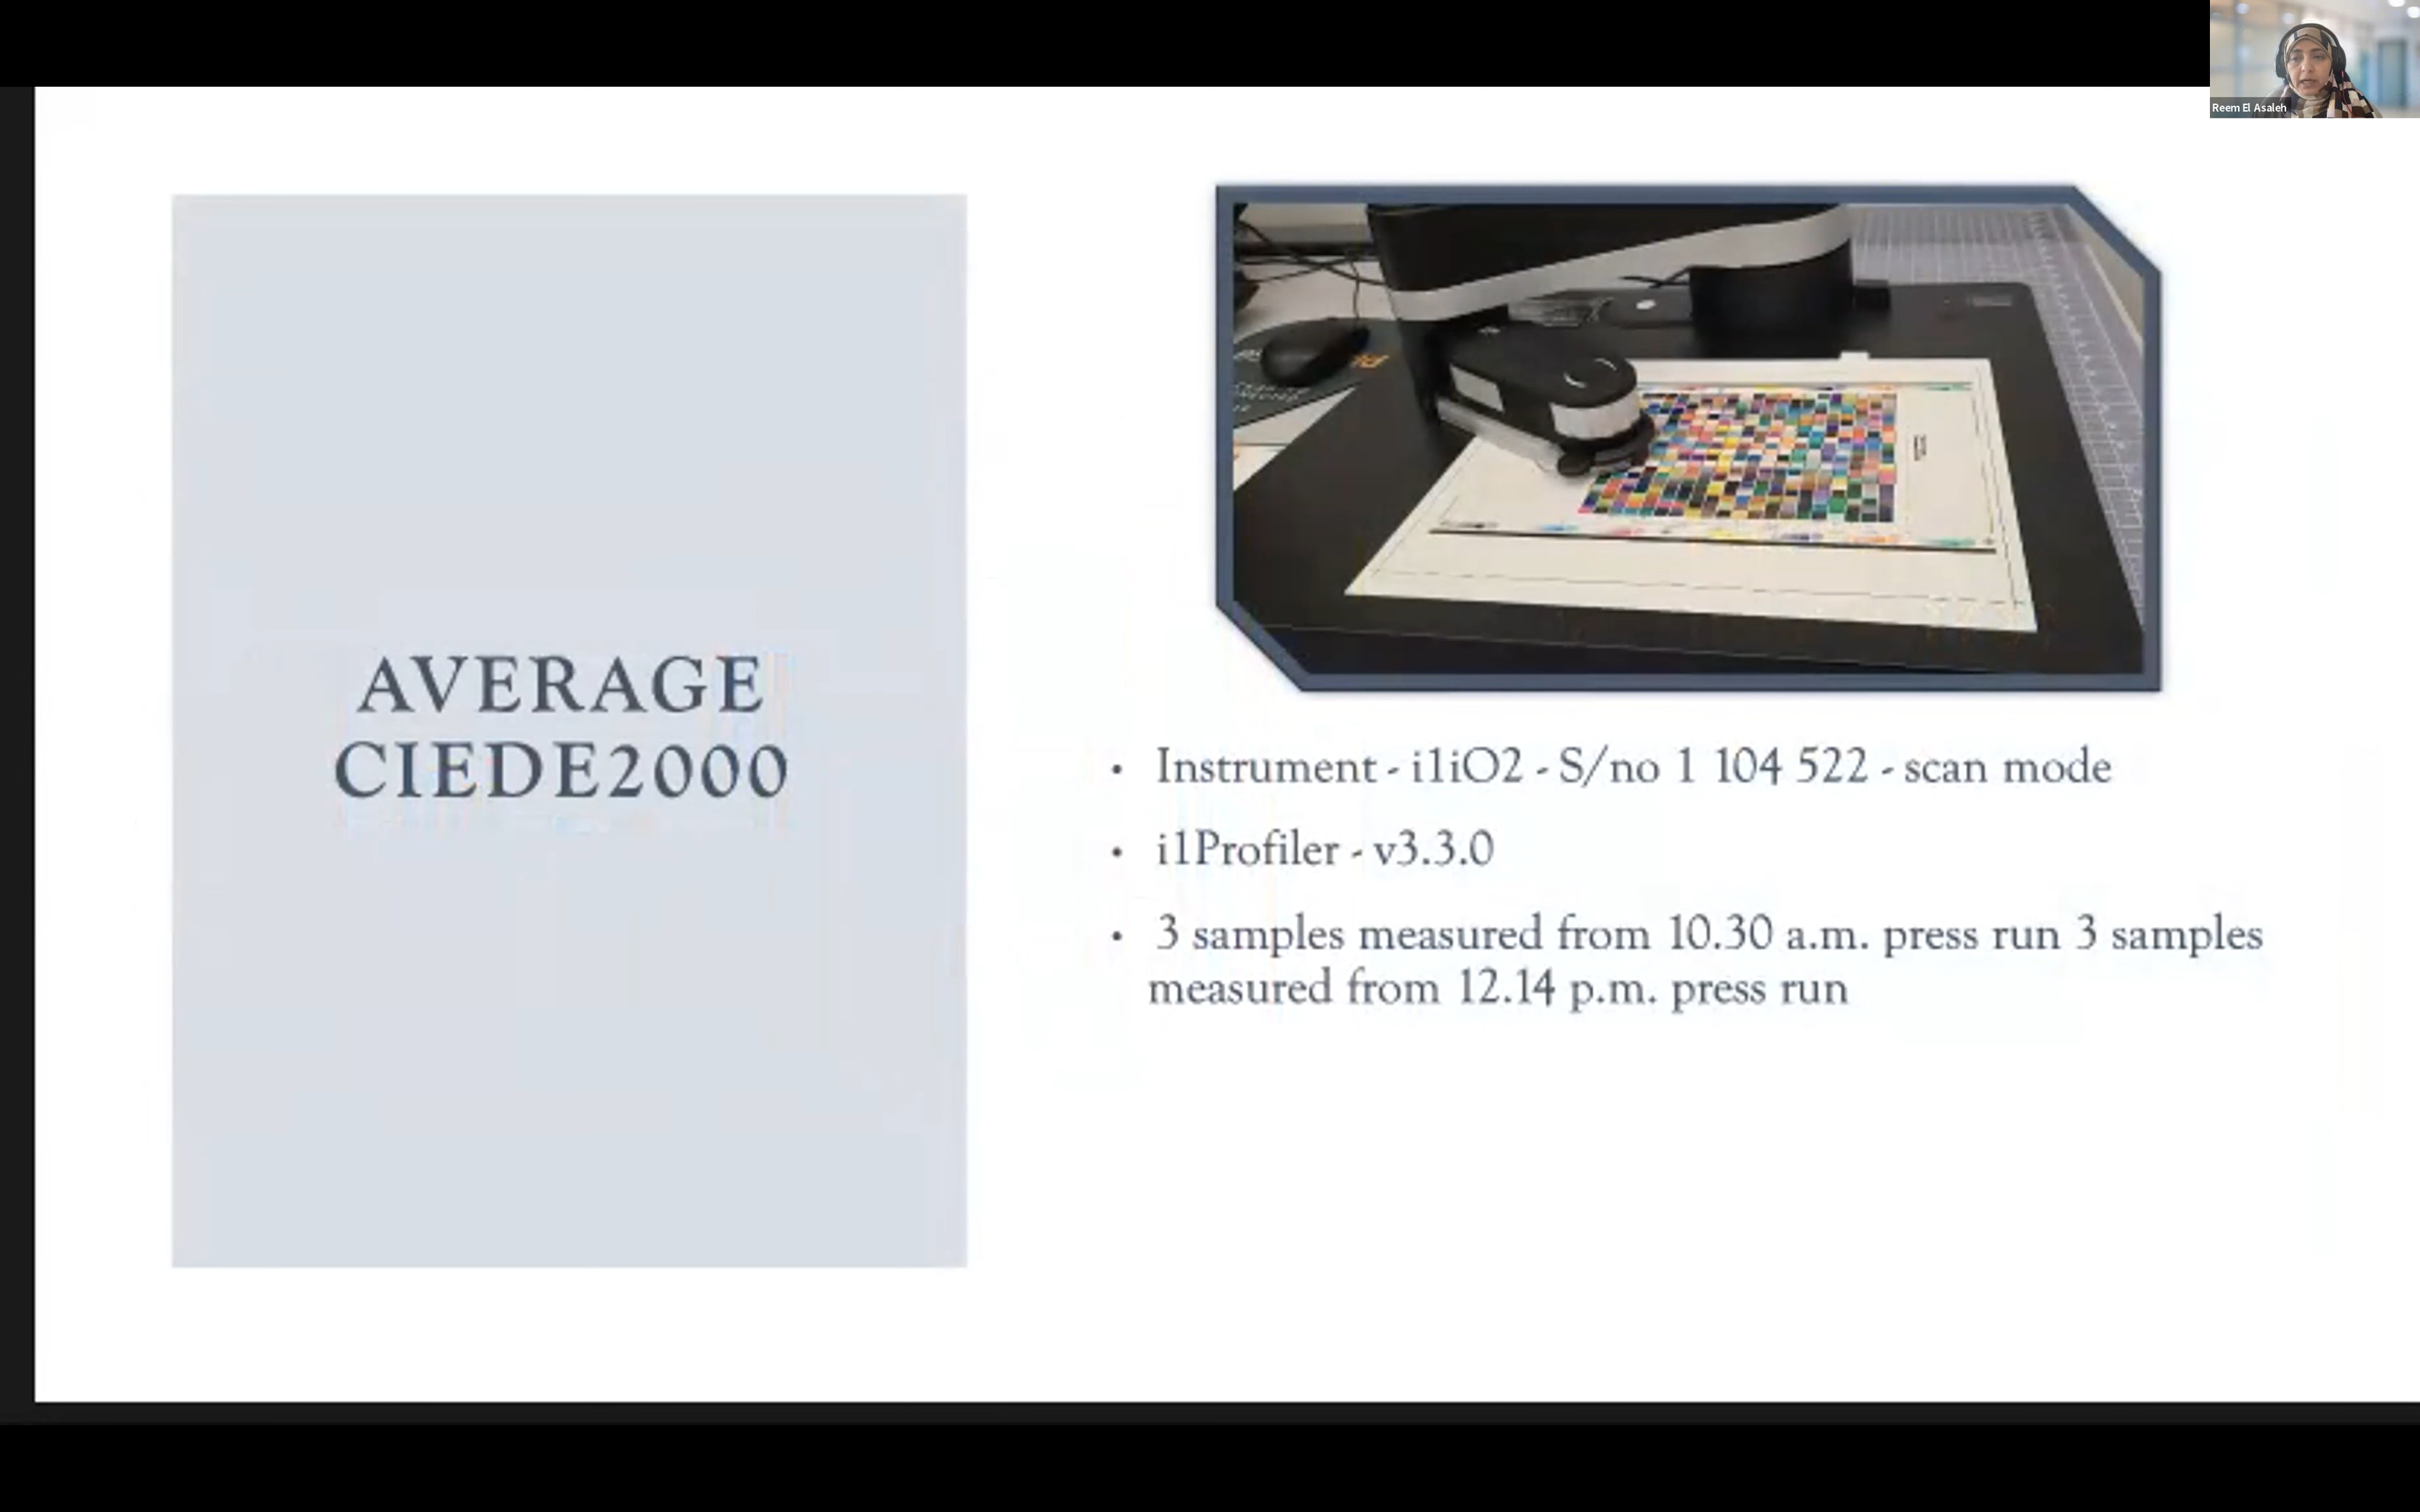 Reem El Asaleh
AVERAGE
CIEDE2000
• Instrument - i1iO2 - S/no 1 104 522 - scan mode
• i1Profiler - v3.3.0
• 3 samples measured from 10.30 a.m. press run 3 samples
measured from 12.14 p.m. press run